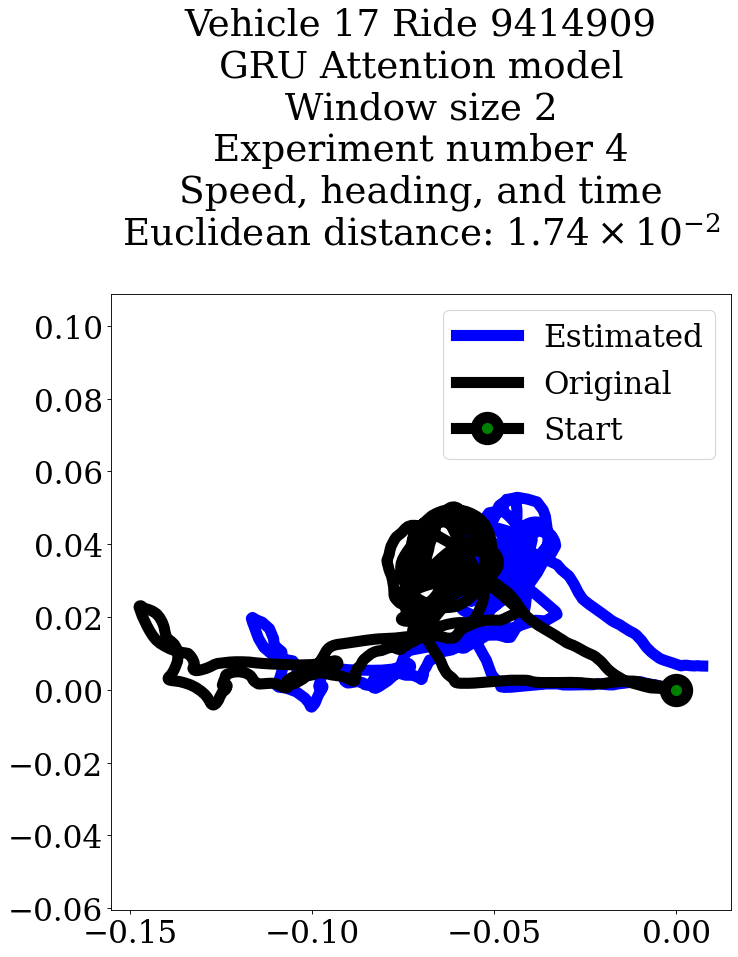 Vehicle 17 Ride 9414909
GRU Attention model
Window size 2
Experiment number 4
Speed, heading, and time
Euclidean distance: $1.74 × 10^{-2}$
Estimated
Original
Start
0.10
0.08
0.06
0.04
0.02
0.00
−0.02
−0.04
−0.06
−0.15 −0.10 −0.05 0.00